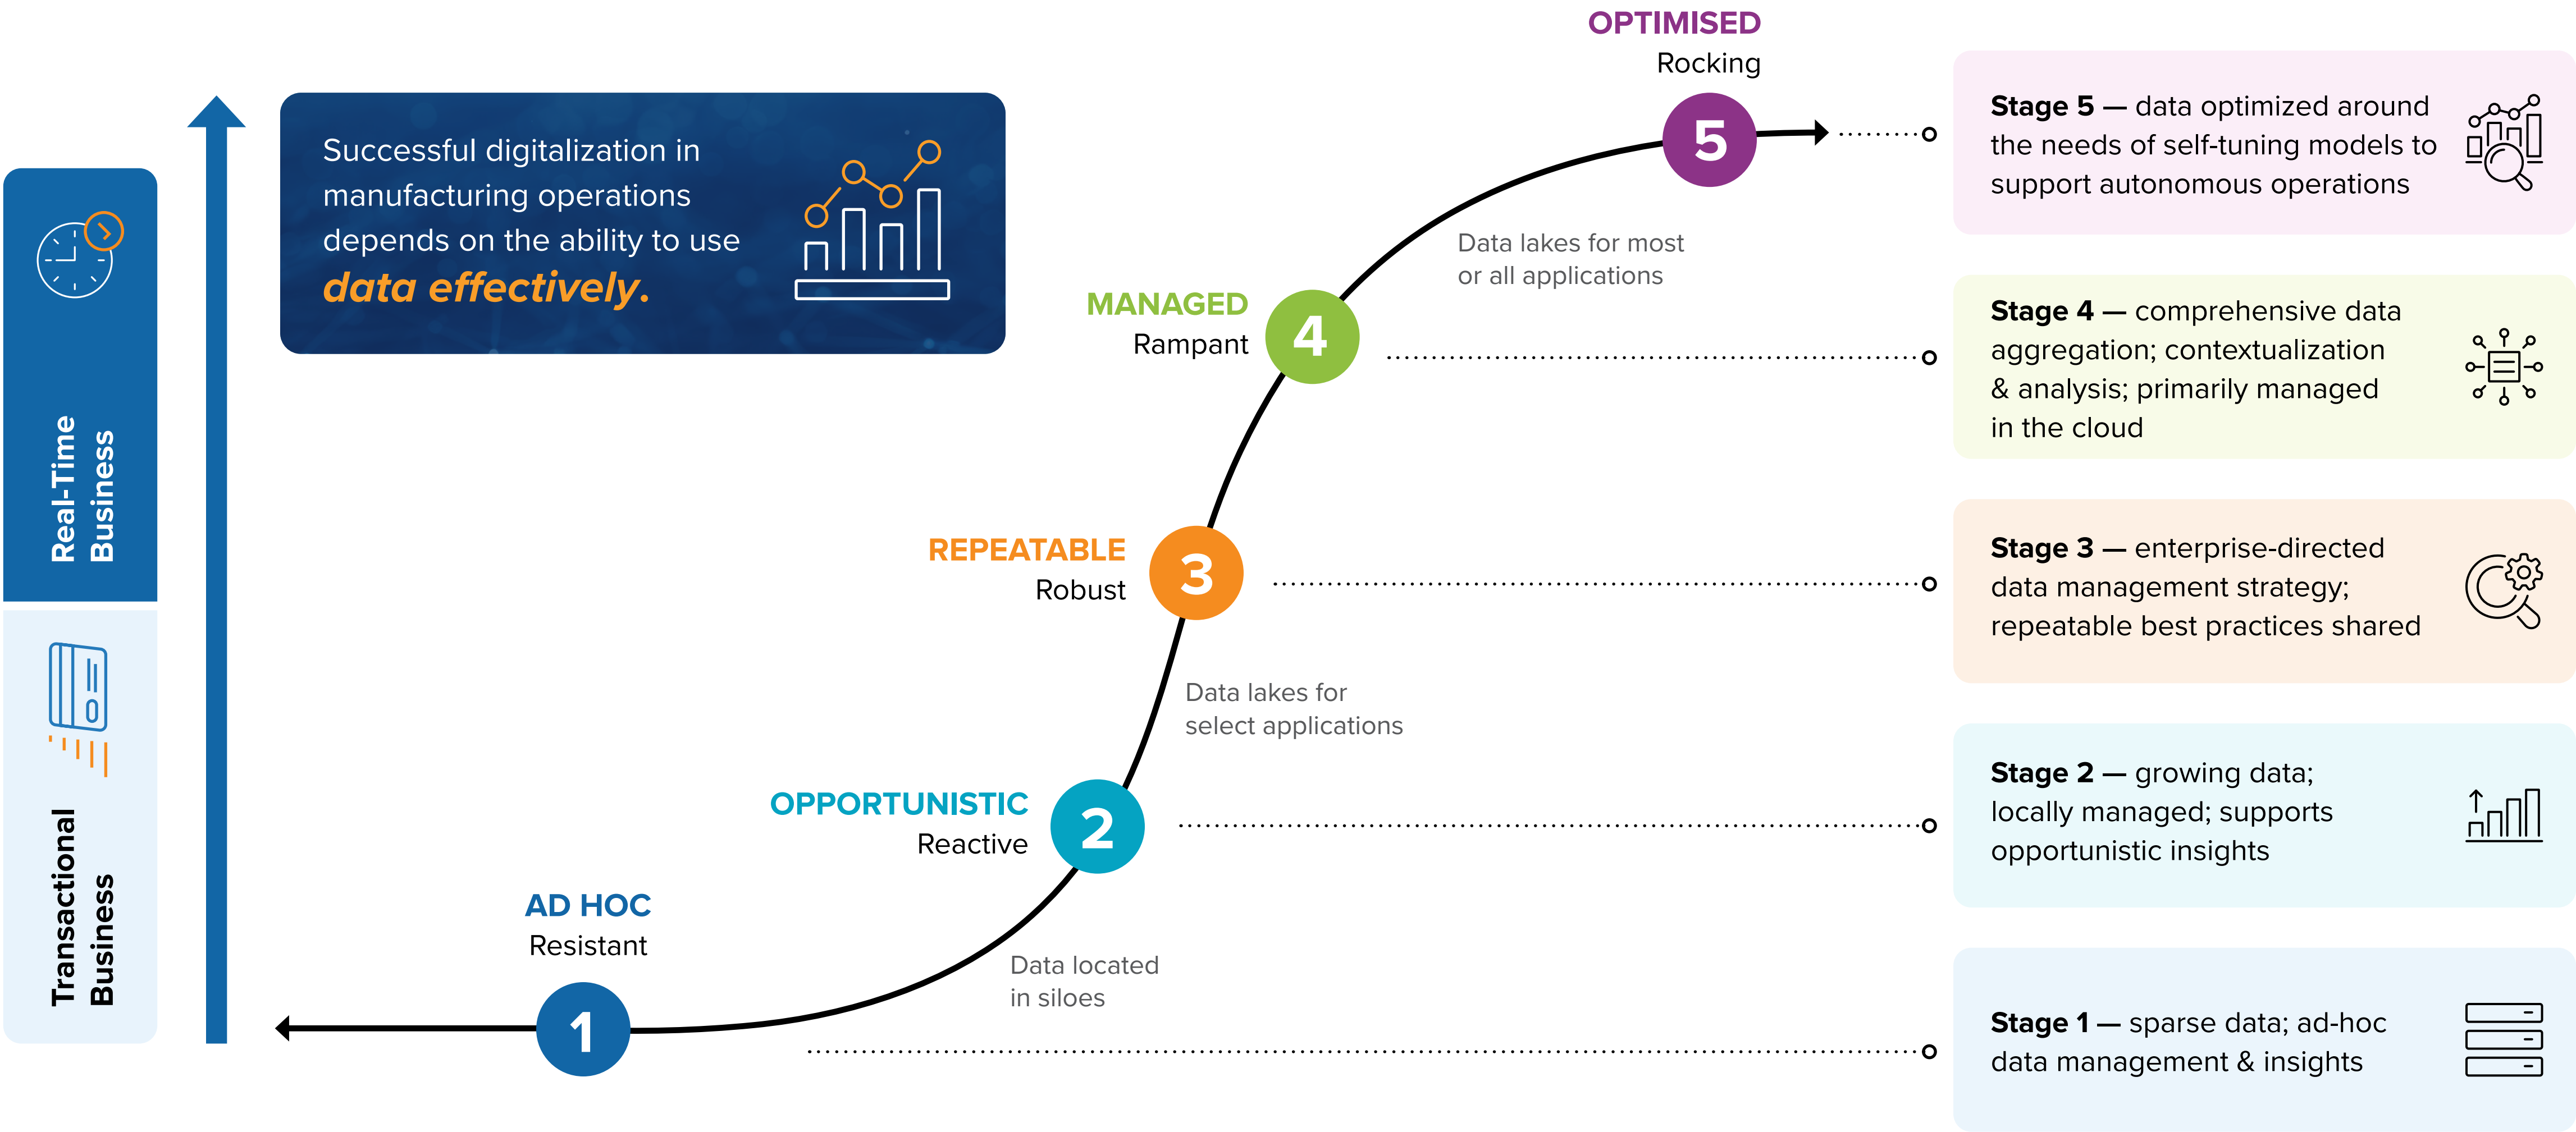 OPTIMISED
Rocking
5
Successful digitalization in
manufacturing operations
depends on the ability to use
data effectively.
Real-Time
Business
Transactional
Business
Data lakes for most
or all applications
MANAGED
Rampant
4
REPEATABLE
Robust
3
Data lakes for
select applications
OPPORTUNISTIC
Reactive
2
AD HOC
Resistant
1
Data located
in siloes
Stage 5 — data optimized around
the needs of self-tuning models to
support autonomous operations
Stage 4 — comprehensive data
aggregation; contextualization
& analysis; primarily managed
in the cloud
Stage 3 — enterprise-directed
data management strategy;
repeatable best practices shared
Stage 2 — growing data;
locally managed; supports
opportunistic insights
Stage 1 — sparse data; ad-hoc
data management & insights